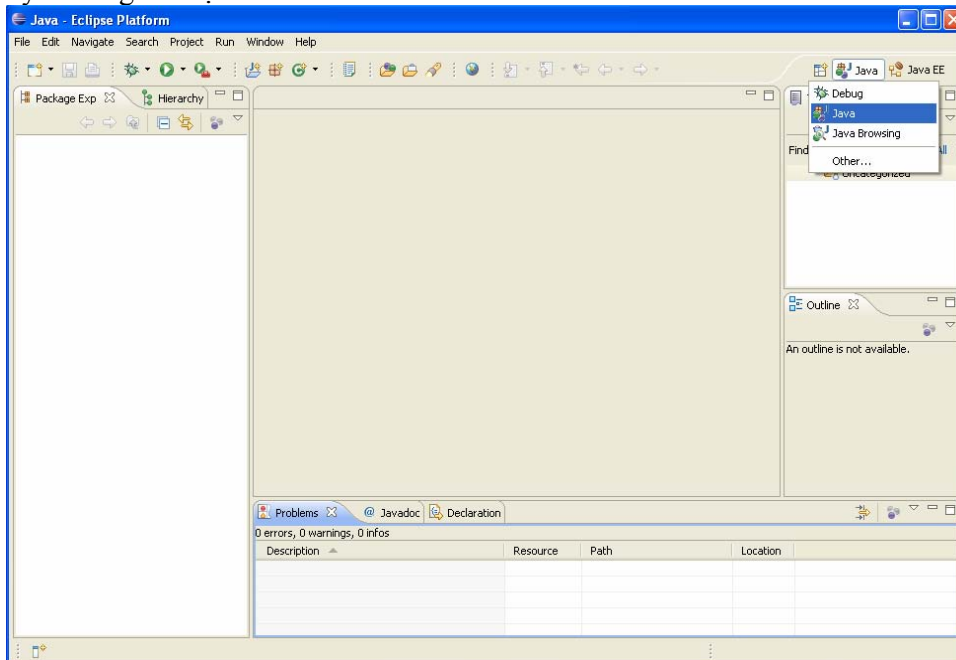 Java - Eclipse Platform
File Edit Navigate Search Project Run Window Help
Java Java EE
Package Exp Hierarchy
Debug
Java
Java Browsing
Other...
Find All
Uncategorized
Outline
An outline is not available.
Problems @ Javadoc Declaration
0 errors, 0 warnings, 0 infos
Description Resource Path Location